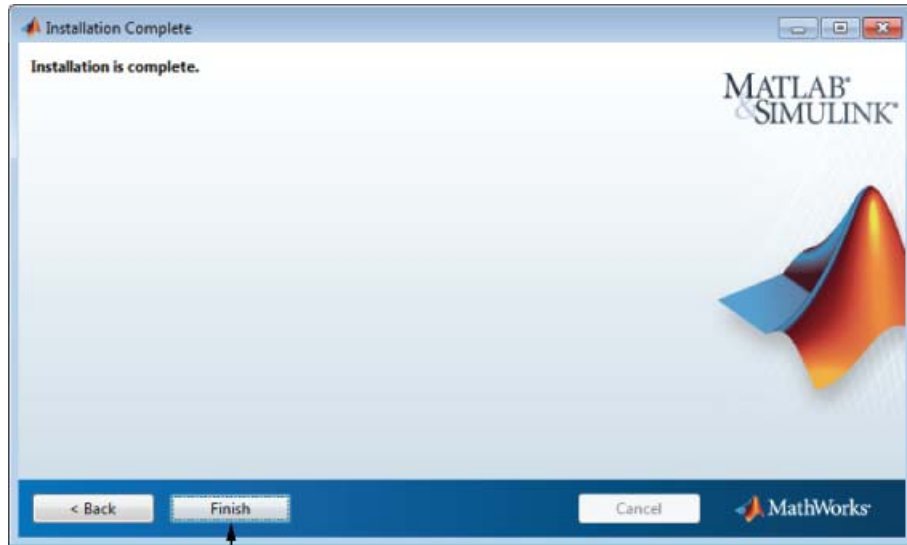 Installation Complete
Installation is complete.
MATLAB®
&SIMULINK®
< Back
Finish
Cancel
MathWorks®